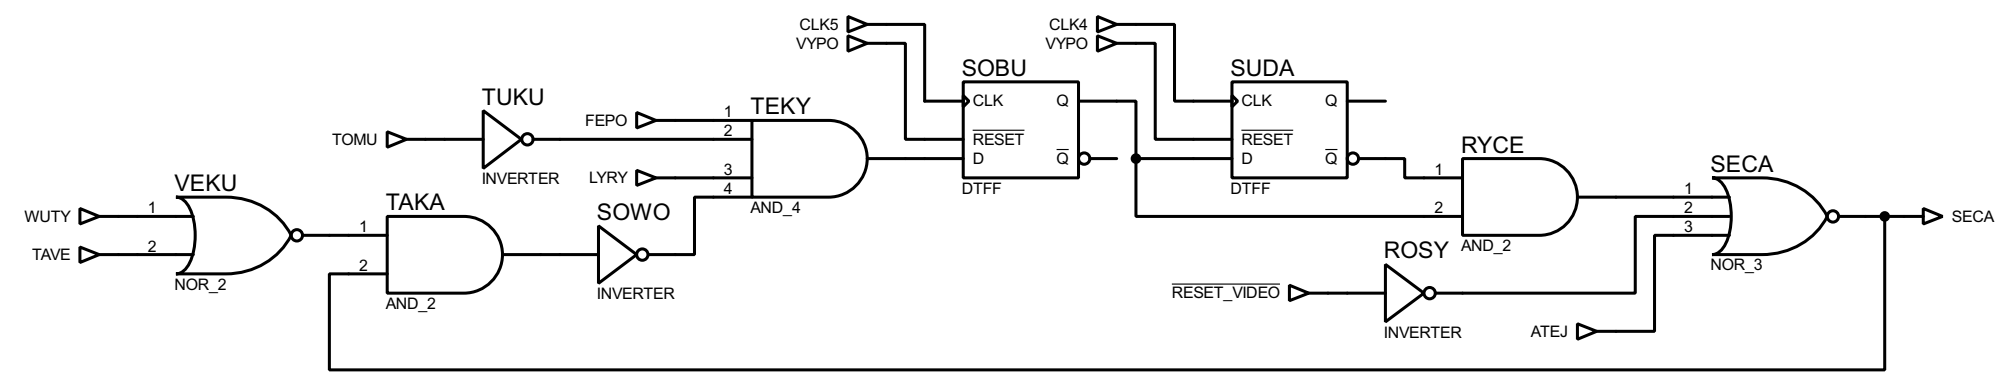 CLK5
VYPO
CLK4
VYPO
SOBU
CLK
Q
RESET
D
Q
DTFF
SUDA
CLK
Q
RESET
D
Q
DTFF
TUKU
TOMU
INVERTER
FEPO
LYRY
1
2
3
4
TEKY
AND_4
VEKU
WUTY
TAVE
1
2
NOR_2
TAKA
1
2
AND_2
SOWO
INVERTER
RYCE
1
2
AND_2
SECA
1
2
3
NOR_3
SECA
ROSY
RESET_VIDEO
INVERTER
ATEJ